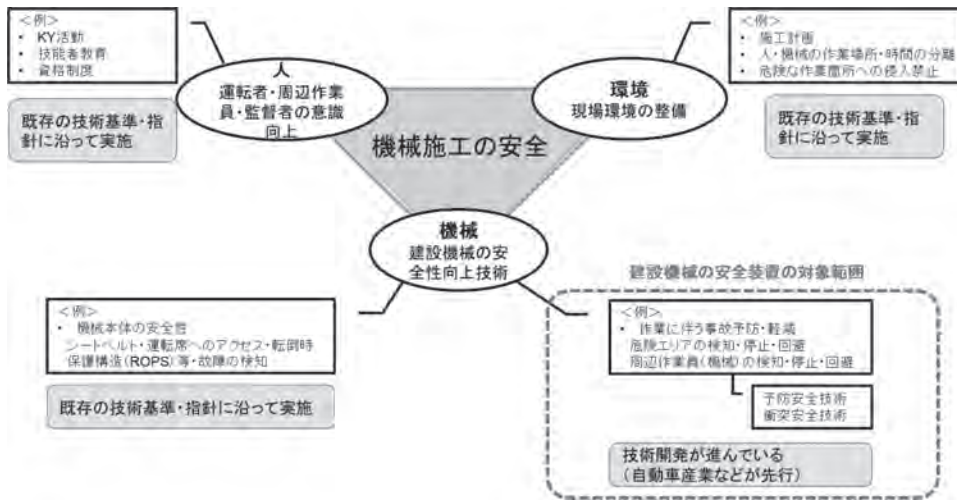 <例>
・ KY活動
・ 技能者教育
・ 資格制度
既存の技術基準・指
針に沿って実施
人
運転者・周辺作業
員・監督者の意識
向上
機械施工の安全
環境
現場環境の整備
<例>
・ 施工計画
・ 人・機械の作業場所・時間の分離
・ 危険な作業箇所への侵入禁止
既存の技術基準・指
針に沿って実施
機械
建設機械の安
全性向上技術
<例>
・ 機械本体の安全性
シートベルト・運転席へのアクセス・転倒時
保護構造(ROPS)等・故障の検知
既存の技術基準・指針に沿って実施
建設機械の安全装置の対象範囲
<例>
・ 作業に伴う事故予防・軽減
危険エリアの検知・停止・回避
周辺作業員(機械)の検知・停止・回避
予防安全技術
衝突安全技術
技術開発が進んでいる
(自動車産業などが先行)